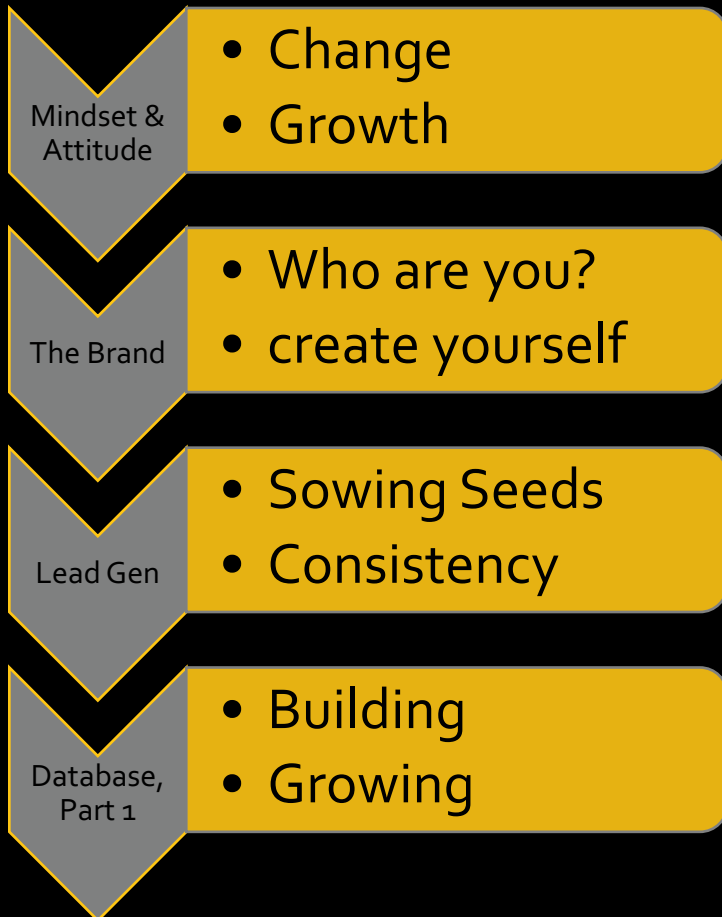 Mindset &
Attitude
• Change
• Growth
The Brand
• Who are you?
• create yourself
Lead Gen
• Sowing Seeds
• Consistency
Database,
Part 1
• Building
• Growing